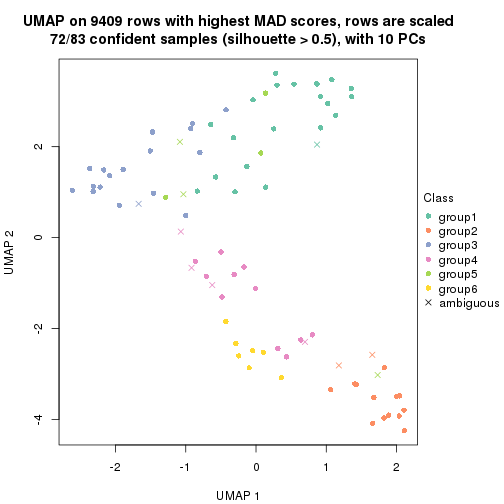 UMAP on 9409 rows with highest MAD scores, rows are scaled
72/83 confident samples (silhouette > 0.5), with 10 PCs
2
0
-2
-4
UMAP 2
-2
-1
0
1
2
UMAP 1
Class
group1
group2
group3
group4
group5
group6
ambiguous